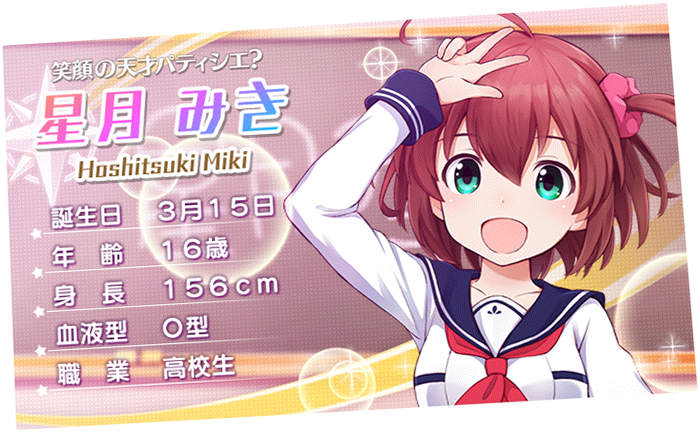 笑顔の天才パティシエ?
星月 みき
Hoshitsuki Miki
誕生日 3月15日
年 齢 16歳
身 長 156cm
血液型 O型
職 業 高校生